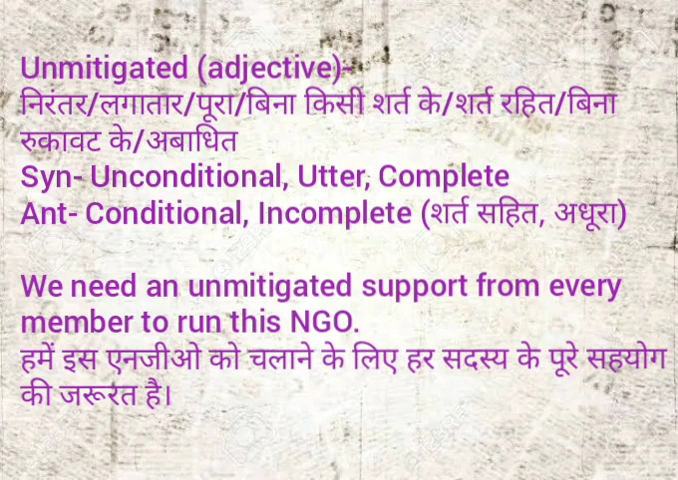 Unmitigated (adjective)-
निरंतर/लगातार/पूरा/बिना किसी शर्त के/शर्त रहित/बिना
रुकावट के/अबाधित
Syn- Unconditional, Utter, Complete
Ant- Conditional, Incomplete (शर्त सहित, अधूरा)
We need an unmitigated support from every
member to run this NGO.
हमें इस एनजीओ को चलाने के लिए हर सदस्य के पूरे सहयोग
की जरूरत है।